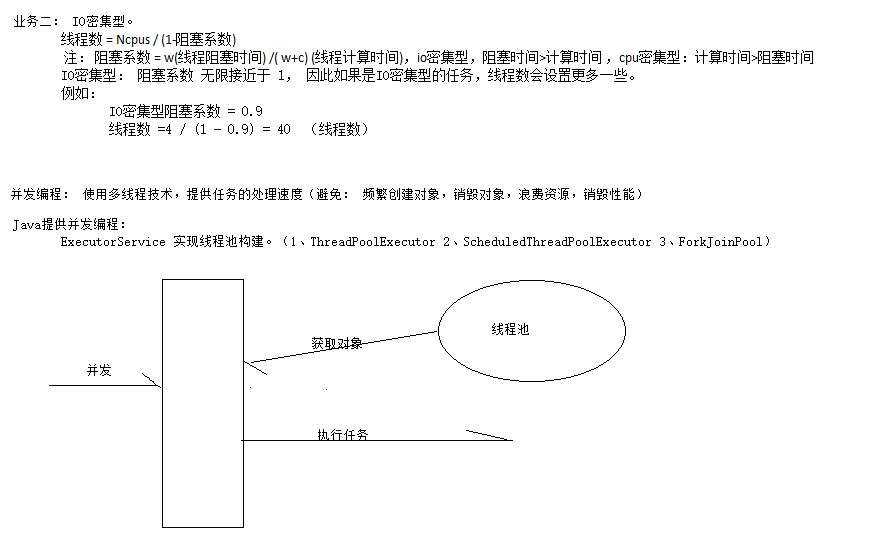 业务二： IO密集型。
线程数 = Ncpus / (1-阻塞系数)
注：阻塞系数 = w(线程阻塞时间) /( w+c) (线程计算时间)，io密集型，阻塞时间>计算时间 ，cpu密集型：计算时间>阻塞时间
IO密集型： 阻塞系数 无限接近于 1， 因此如果是IO密集型的任务，线程数会设置更多一些。
例如：
IO密集型阻塞系数 = 0.9
线程数 =4 / (1 - 0.9) = 40 （线程数）
并发编程： 使用多线程技术，提供任务的处理速度（避免： 频繁创建对象，销毁对象，浪费资源，销毁性能）
Java提供并发编程：
ExecutorService 实现线程池构建。（1、ThreadPoolExecutor 2、ScheduledThreadPoolExecutor 3、ForkJoinPool）
线程池
获取对象
并发
执行任务